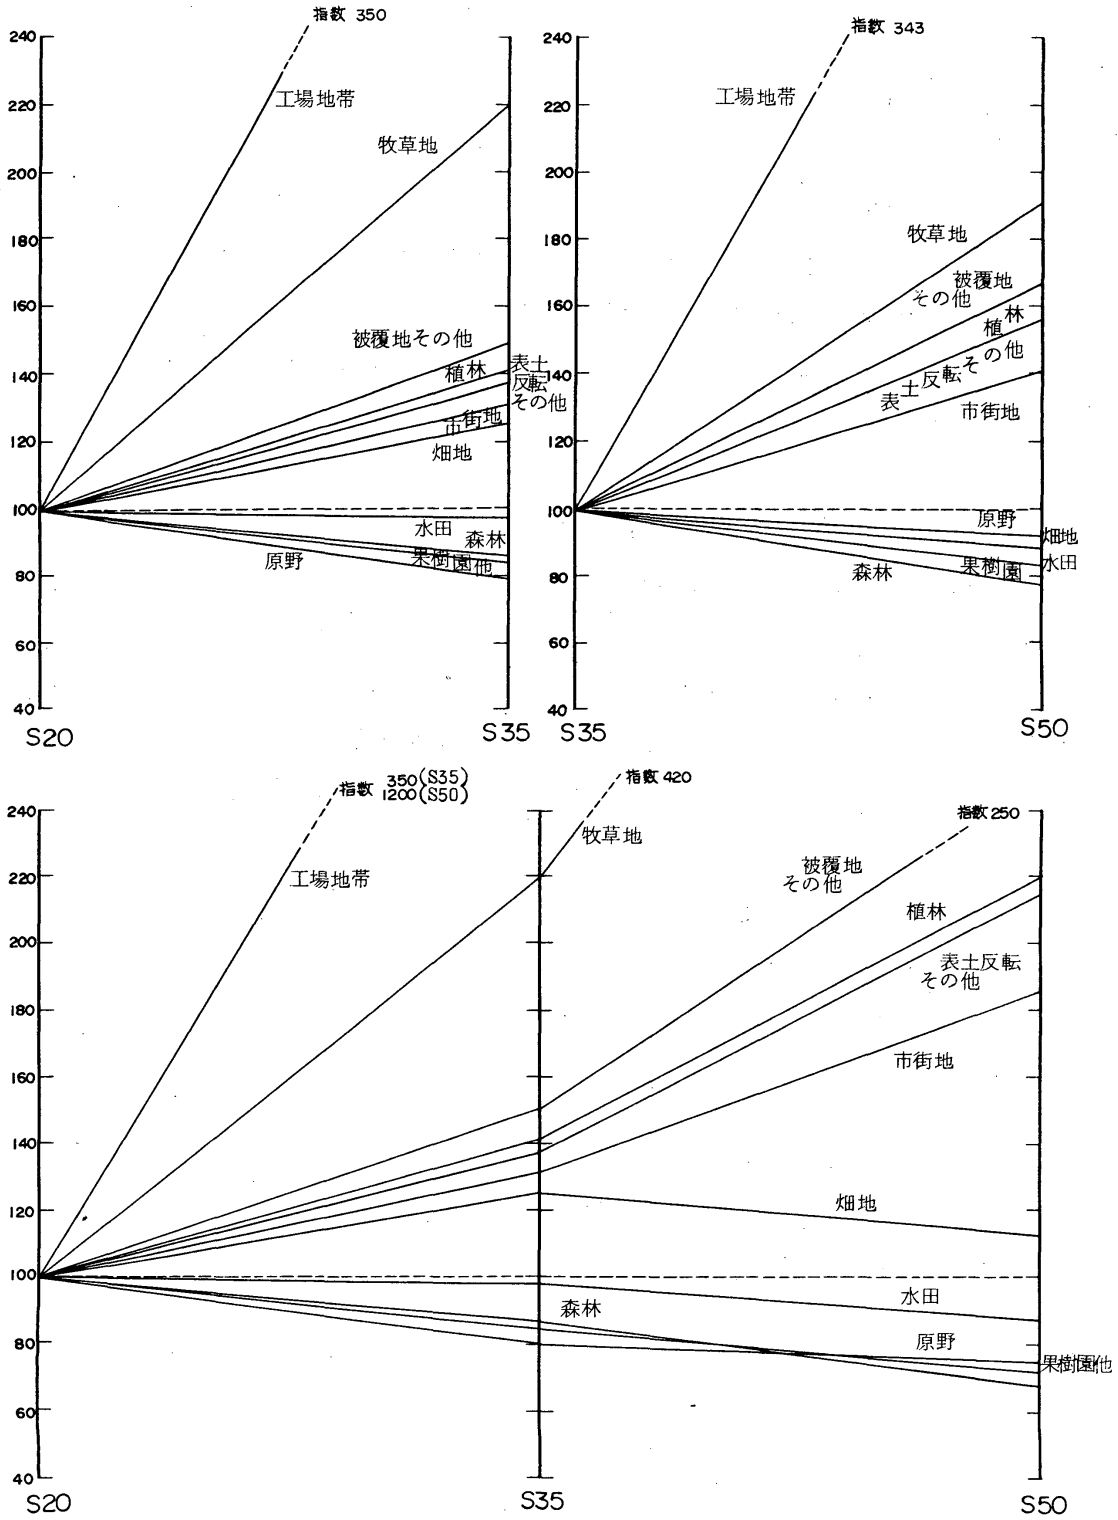 指数 350
240
220
200
180
160
140
120
100
80
60
40
工場地帯
牧草地
被覆地その他
植林
表土
反転
その他
市街地
畑地
水田
森林
果樹園他
原野
S20
S35
指数 343
240
220
200
180
160
140
120
100
80
60
40
工場地帯
牧草地
被覆地
その他
植林
表土反転その他
市街地
原野
畑地
水田
果樹園
森林
S35
S50
指数 350(S35)
1200(S50)
指数 420
指数 250
240
220
200
180
160
140
120
100
80
60
40
工場地帯
牧草地
被覆地
その他
植林
表土反転
その他
市街地
畑地
水田
森林
原野
果樹園他
S20
S35
S50